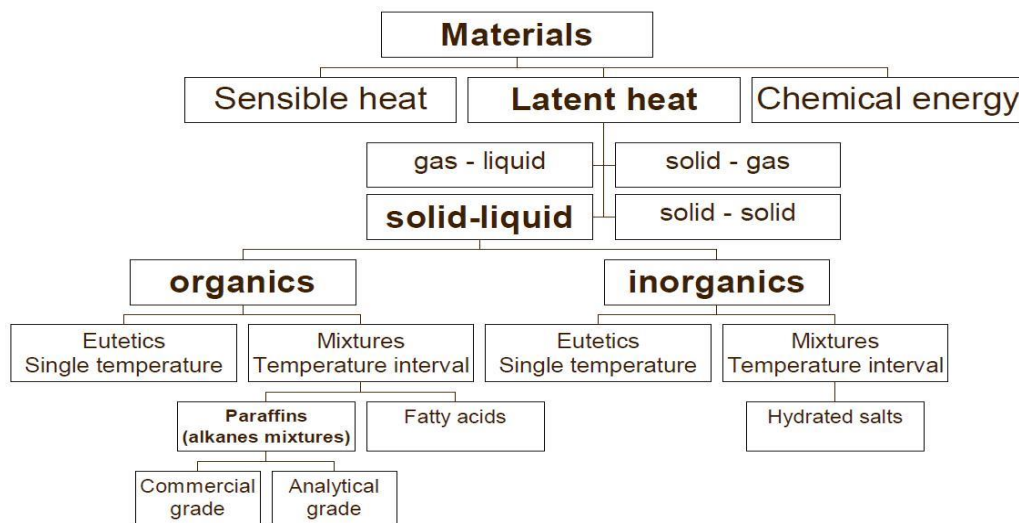 Materials
Sensible heat
Latent heat
Chemical energy
gas - liquid
solid - gas
solid-liquid
solid - solid
organics
inorganics
Eutetics
Single temperature
Mixtures
Temperature interval
Eutetics
Single temperature
Mixtures
Temperature interval
Paraffins
(alkanes mixtures)
Fatty acids
Hydrated salts
Commercial
grade
Analytical
grade